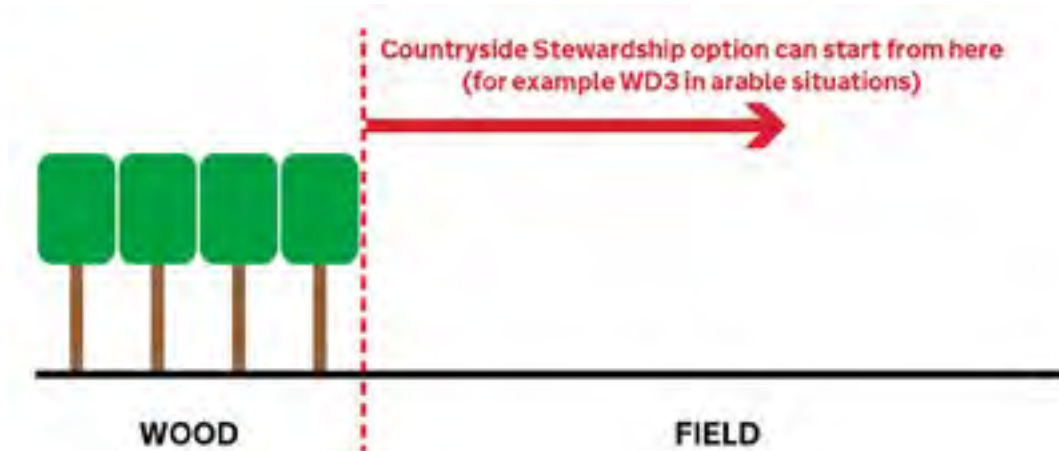 Countryside Stewardship option can start from here
(for example WD3 in arable situations)
WOOD
FIELD